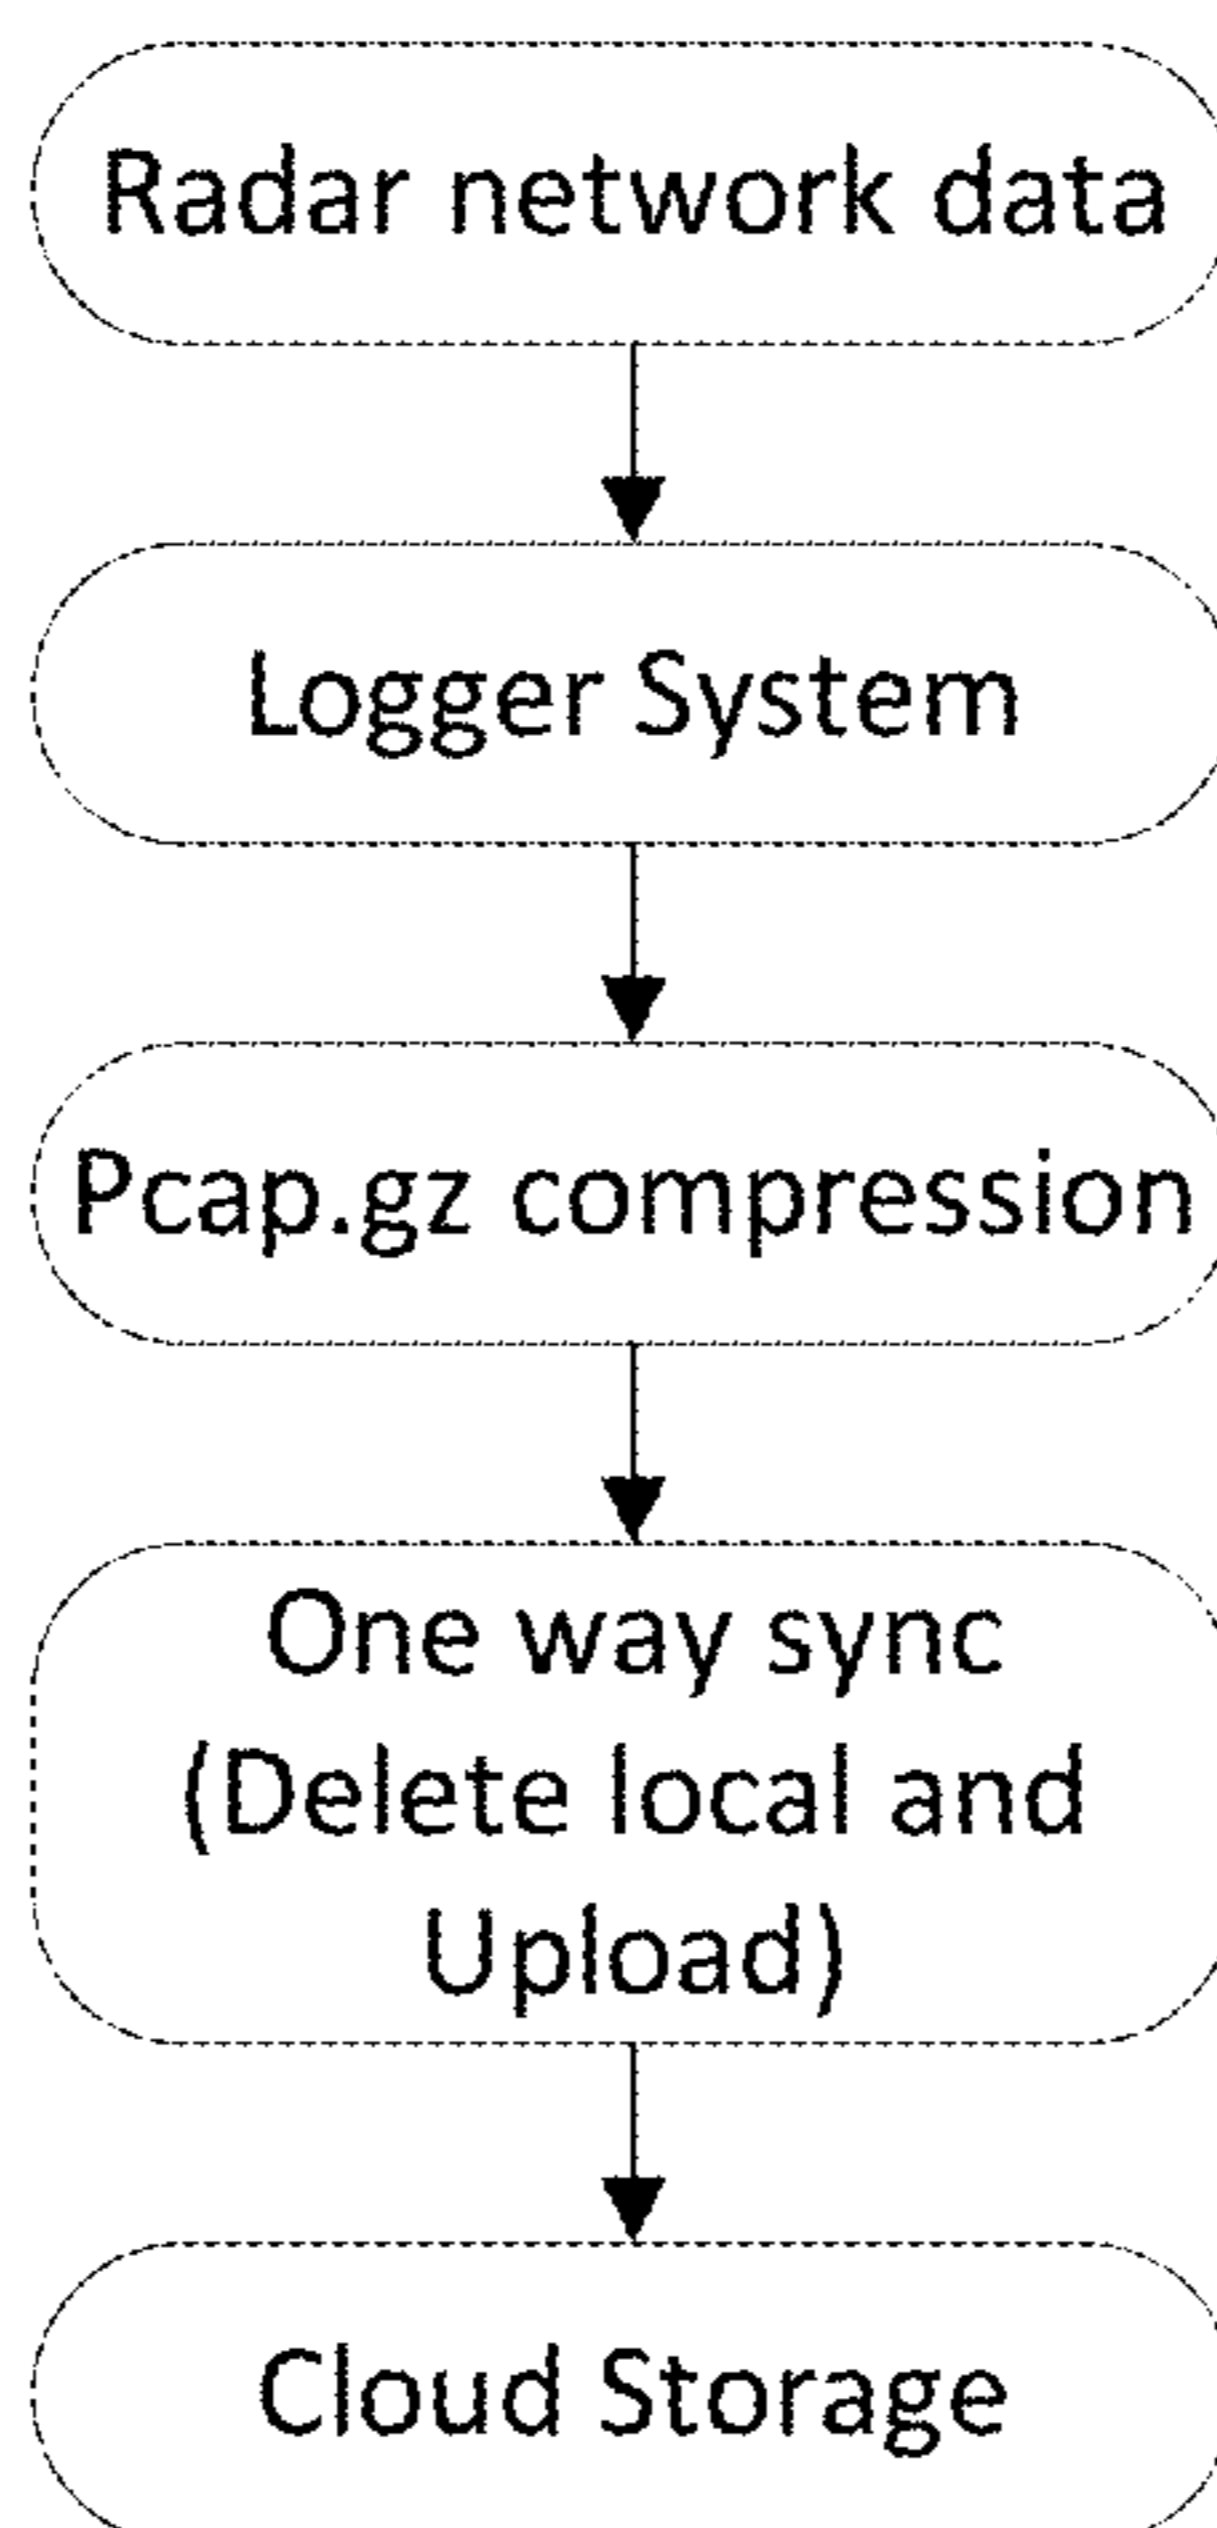 Radar network data
Logger System
Pcap.gz compression
One way sync
(Delete local and
Upload)
Cloud Storage